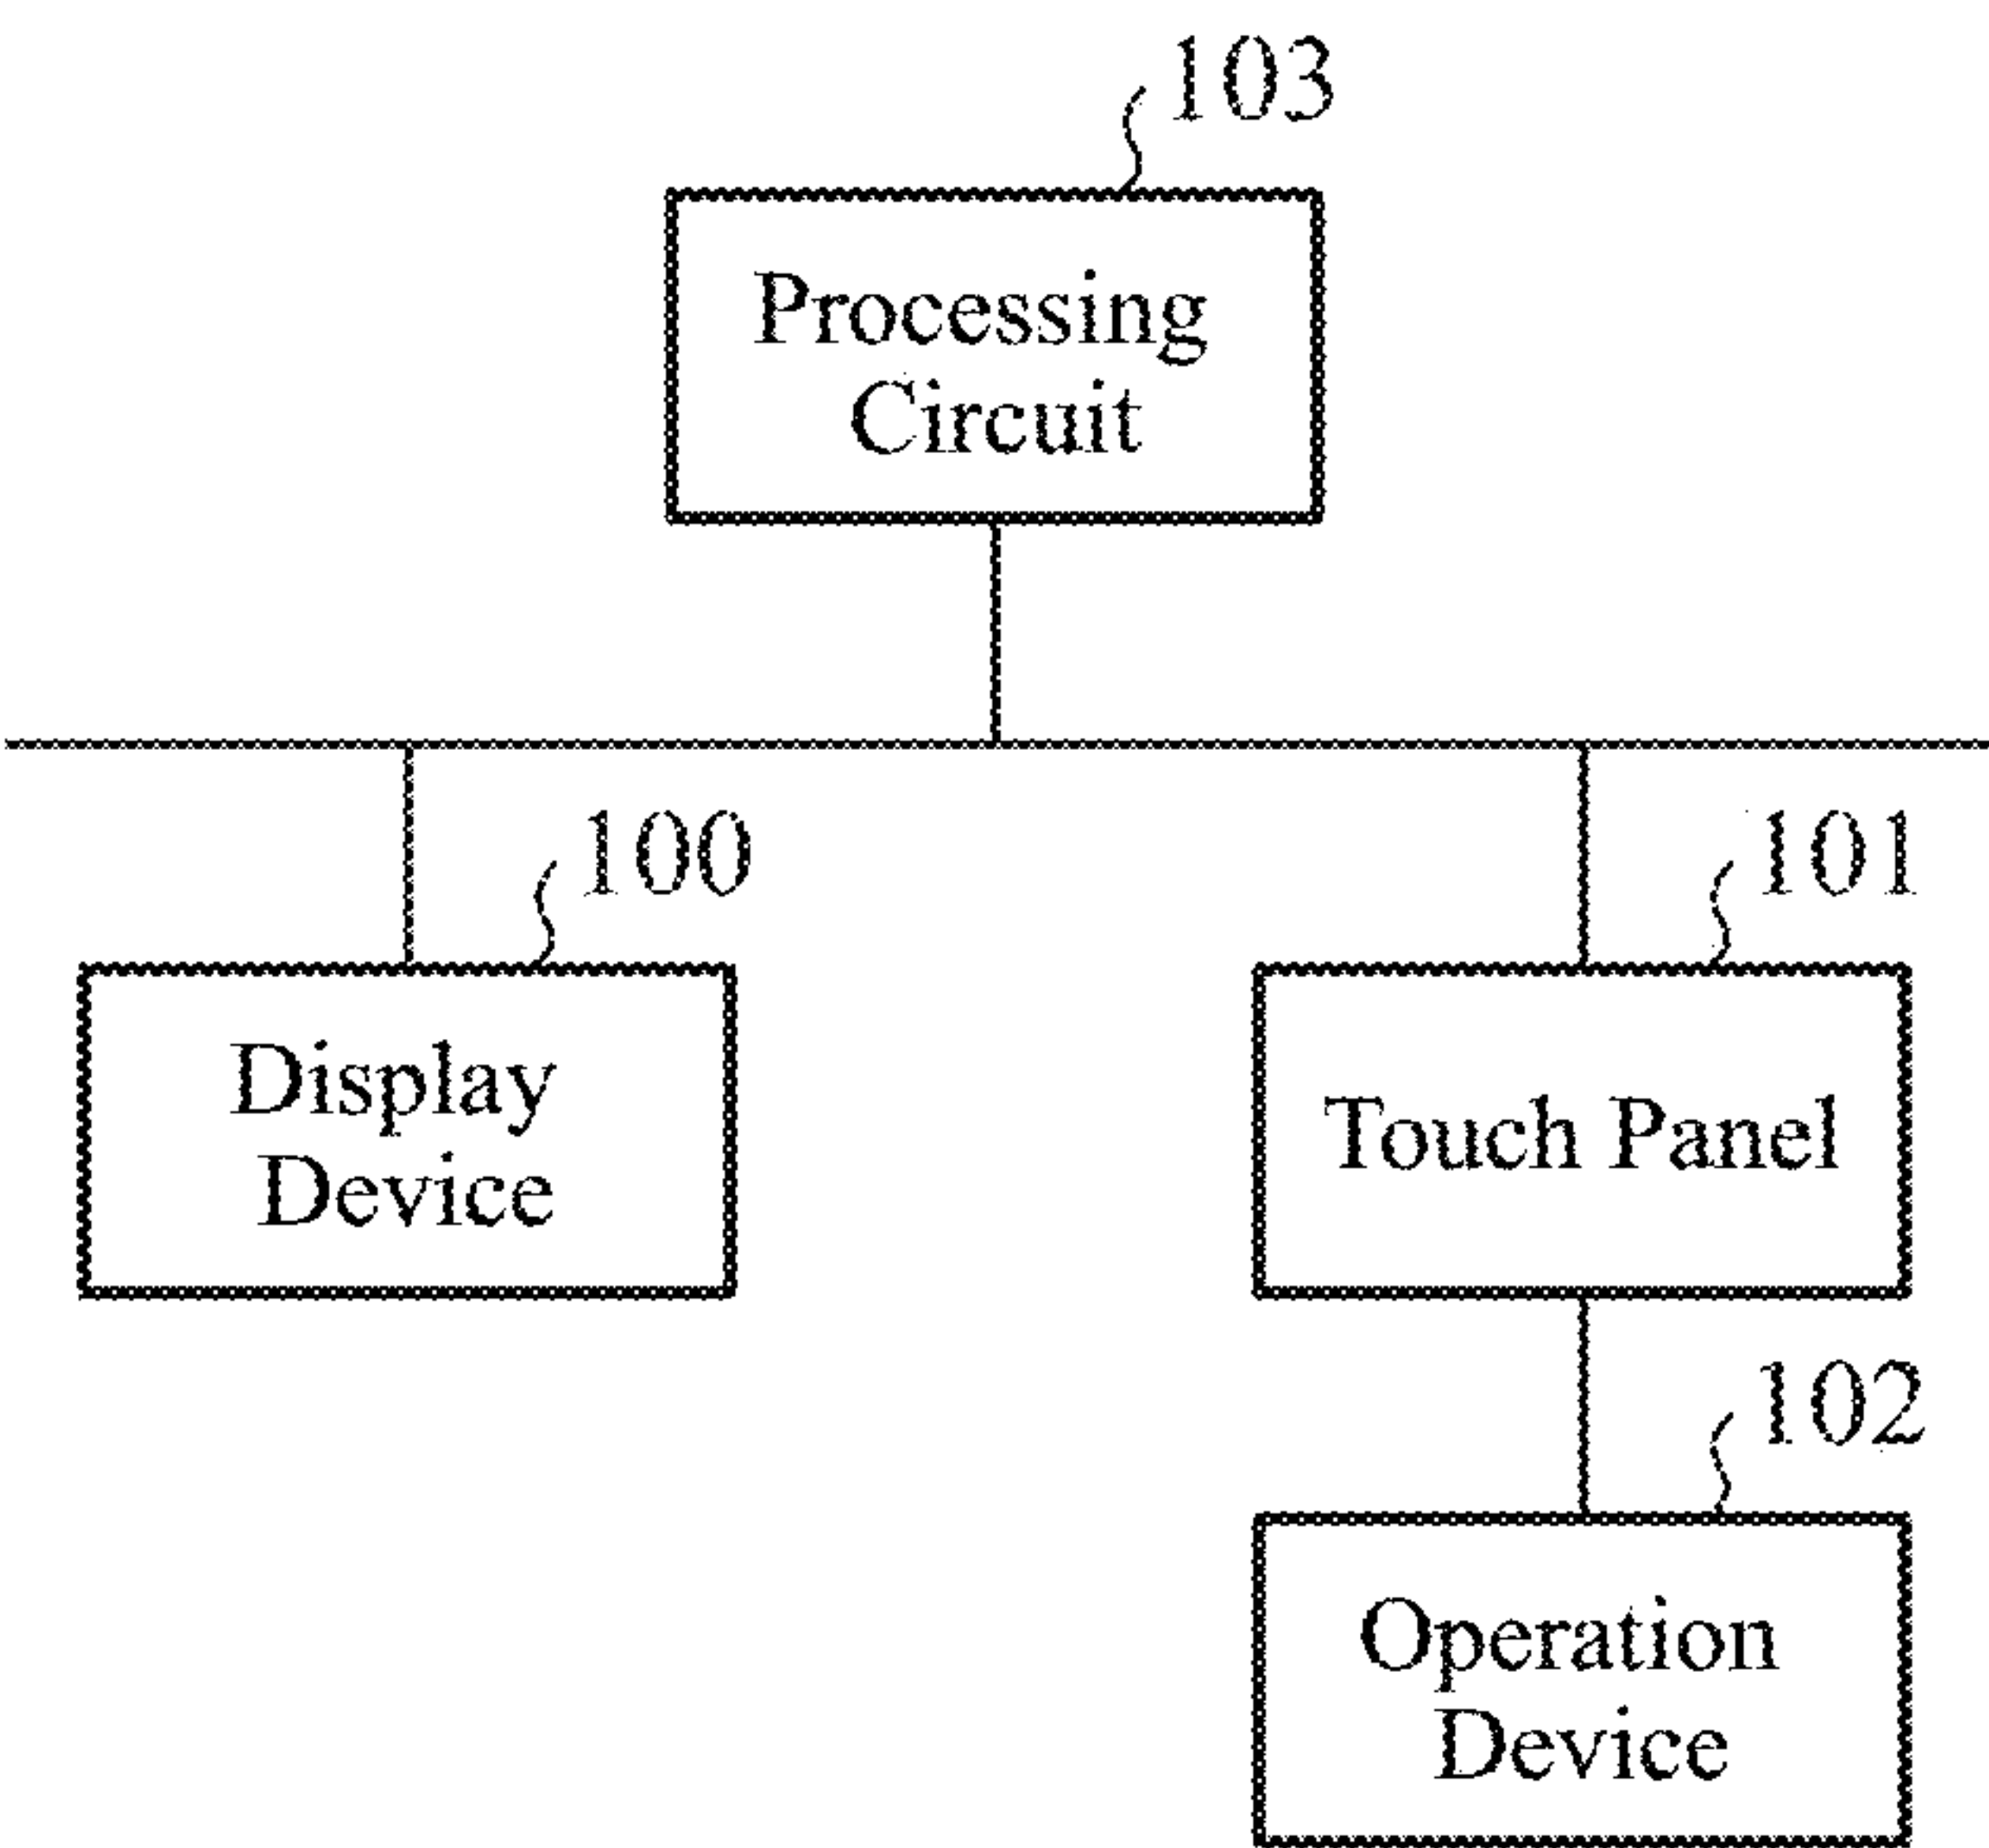 103
Processing
Circuit
100
101
Display
Device
Touch Panel
102
Operation
Device